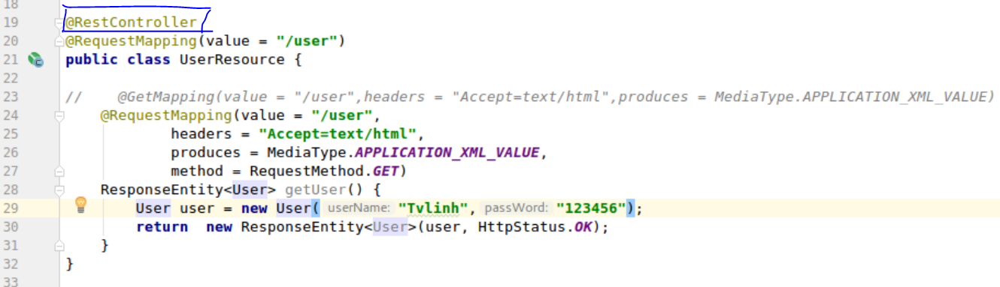 18
19 @RestController
20 @RequestMapping(value = "/user")
21 public class UserResource {
22
23 //    @GetMapping(value = "/user",headers = "Accept=text/html",produces = MediaType.APPLICATION_XML_VALUE)
24     @RequestMapping(value = "/user",
25             headers = "Accept=text/html",
26             produces = MediaType.APPLICATION_XML_VALUE,
27             method = RequestMethod.GET)
28     ResponseEntity<User> getUser() {
29         User user = new User( userName: "Tvlinh", passWord: "123456");
30         return  new ResponseEntity<User>(user, HttpStatus.OK);
31     }
32 }
33